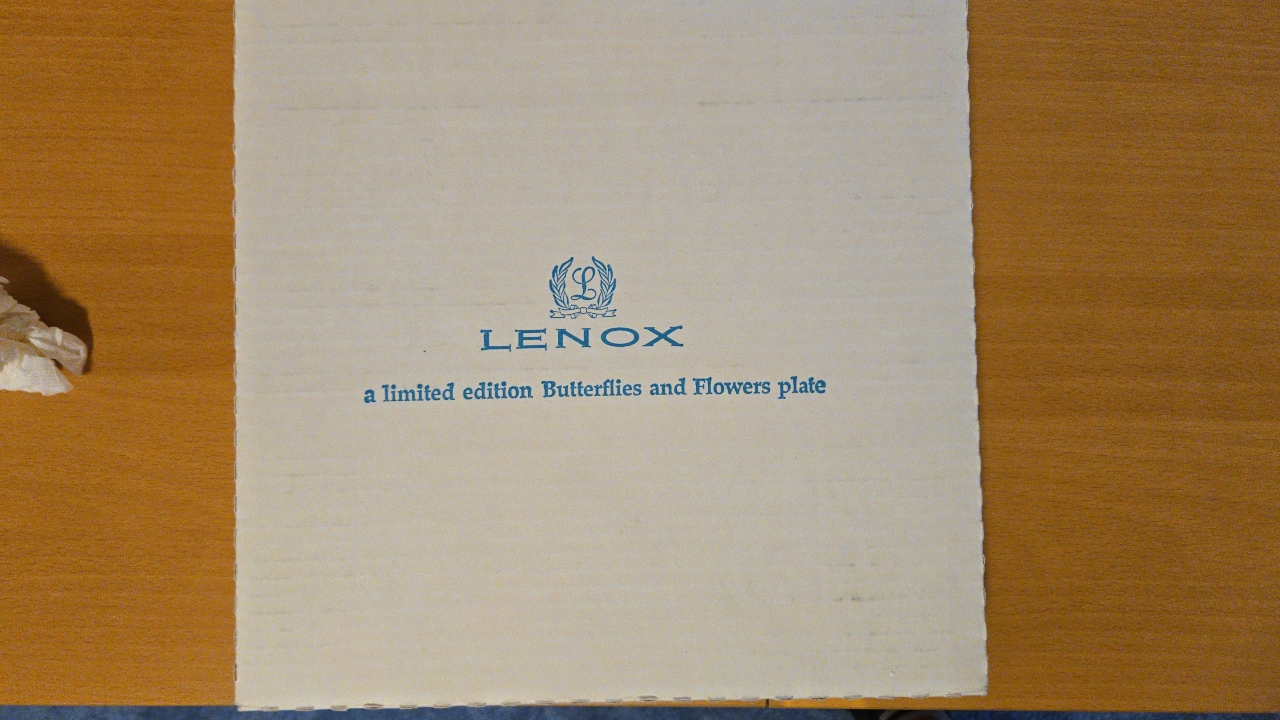 L
LENOX
a limited edition Butterflies and Flowers plate